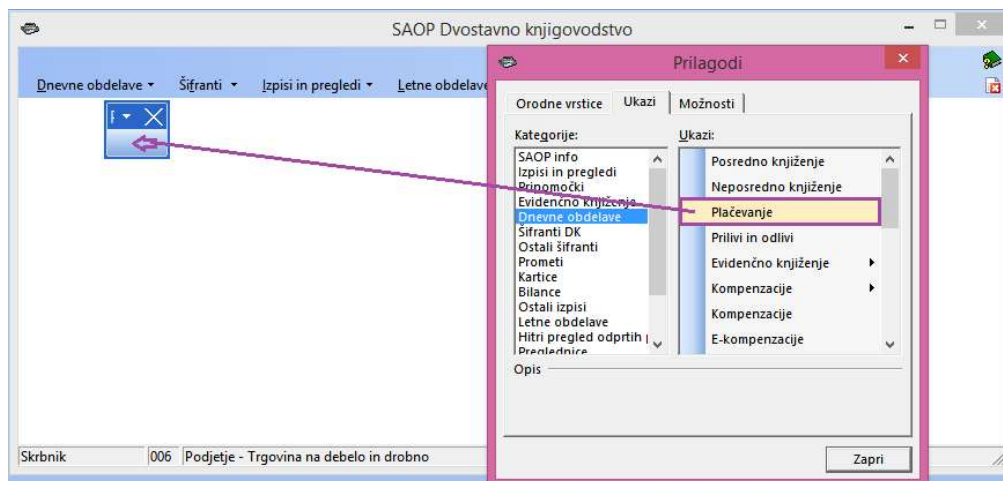 SAOP Dvostavno knjigovodstvo
Dnevne obdelave
Šifranti
Izpisi in pregledi
Letne obdelave
Prilagodi
Orodne vrstice
Ukazi
Možnosti
Kategorije:
SAOP info
Izpisi in pregledi
Pripomočki
Evidenčno knjiženje
Dnevne obdelave
Šifranti DK
Ostali šifranti
Prometi
Kartice
Bilance
Ostali izpisi
Letne obdelave
Hitri pregled odprtih
Preglednice
Ukazi:
Posredno knjiženje
Neposredno knjiženje
Plačevanje
Prilivi in odlivi
Evidenčno knjiženje
Kompenzacije
Kompenzacije
E-kompenzacije
Opis
Zapri
Skrbnik
006
Podjetje - Trgovina na debelo in drobno